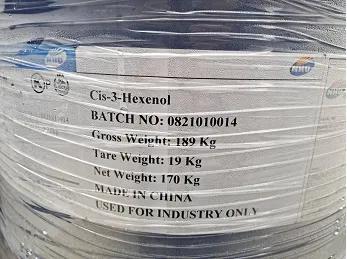 Cis-3-Hexenol
BATCH NO: 0821010014
Gross Weight: 189 Kg
Tare Weight: 19 Kg
Net Weight: 170 Kg
MADE IN CHINA
USED FOR INDUSTRY ONLY